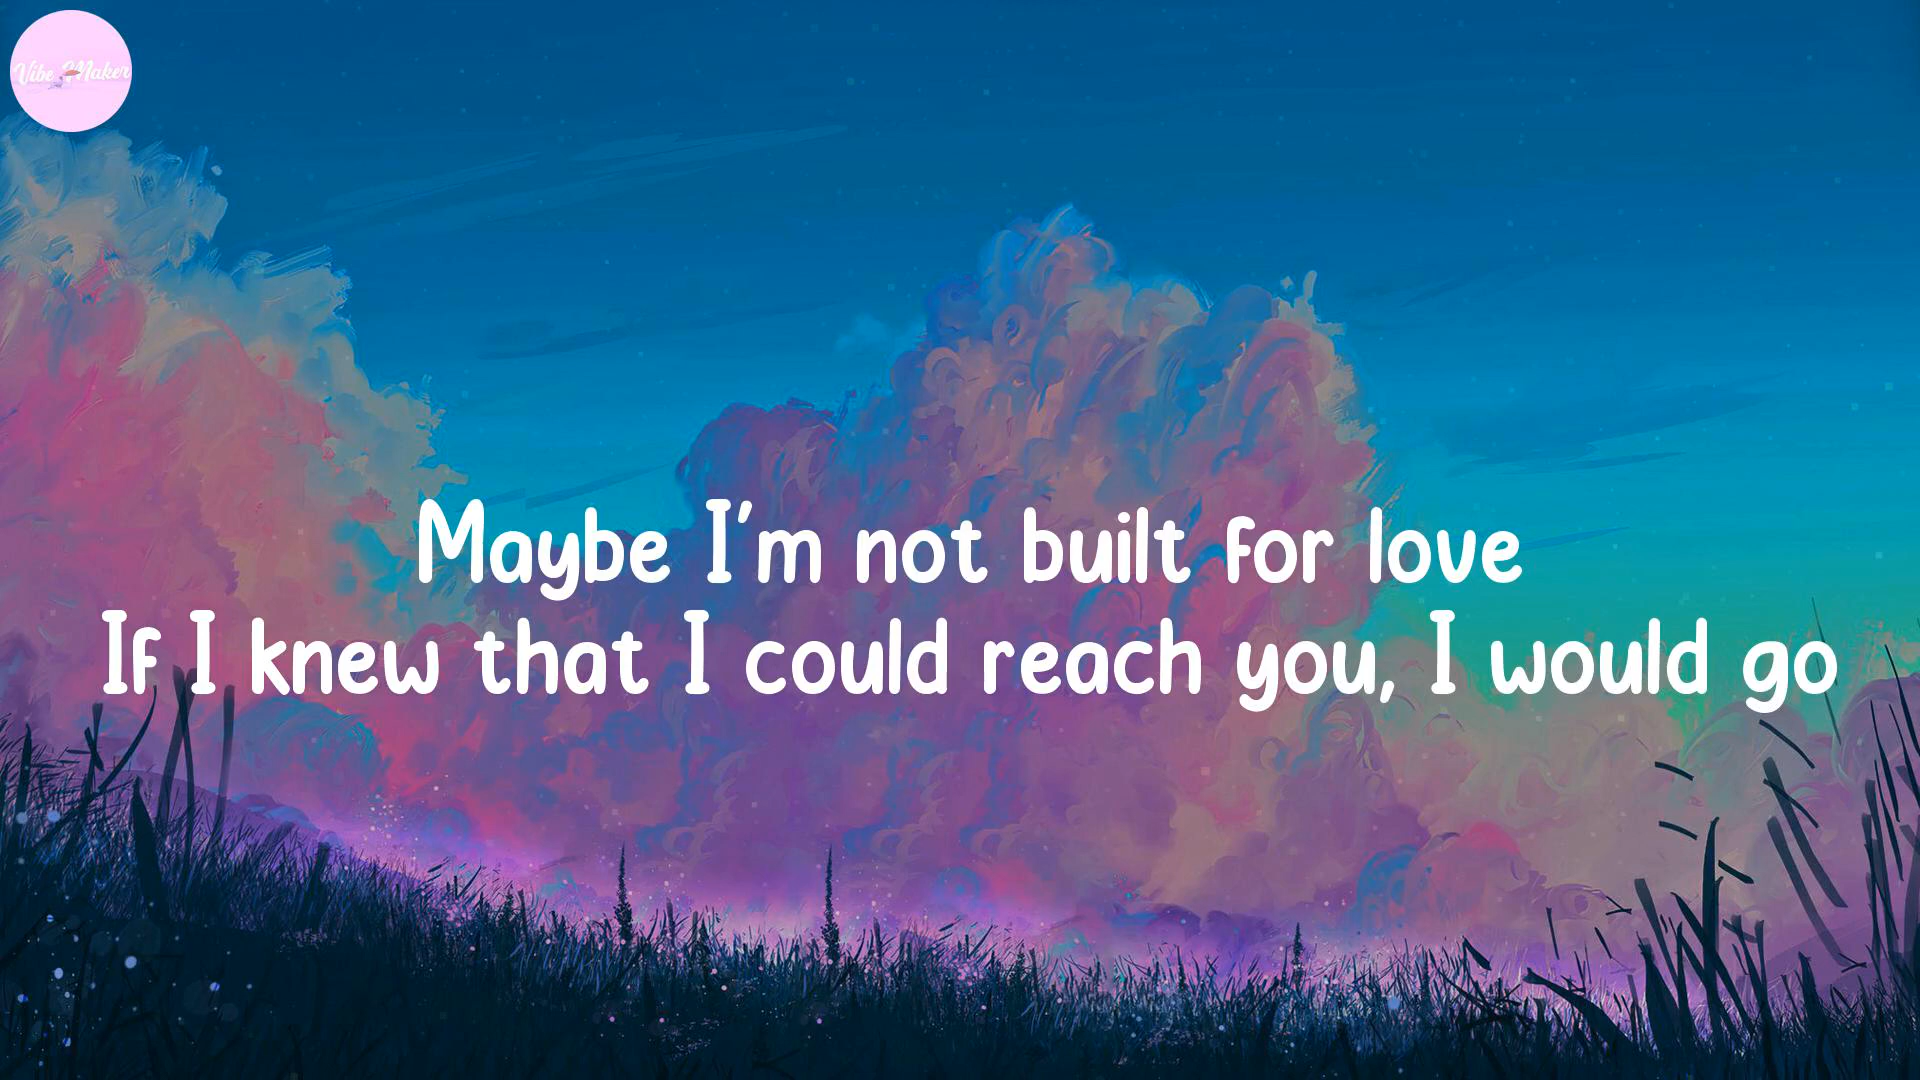 Vibe Maker
Maybe I'm not built for love
If I knew that I could reach you, I would go